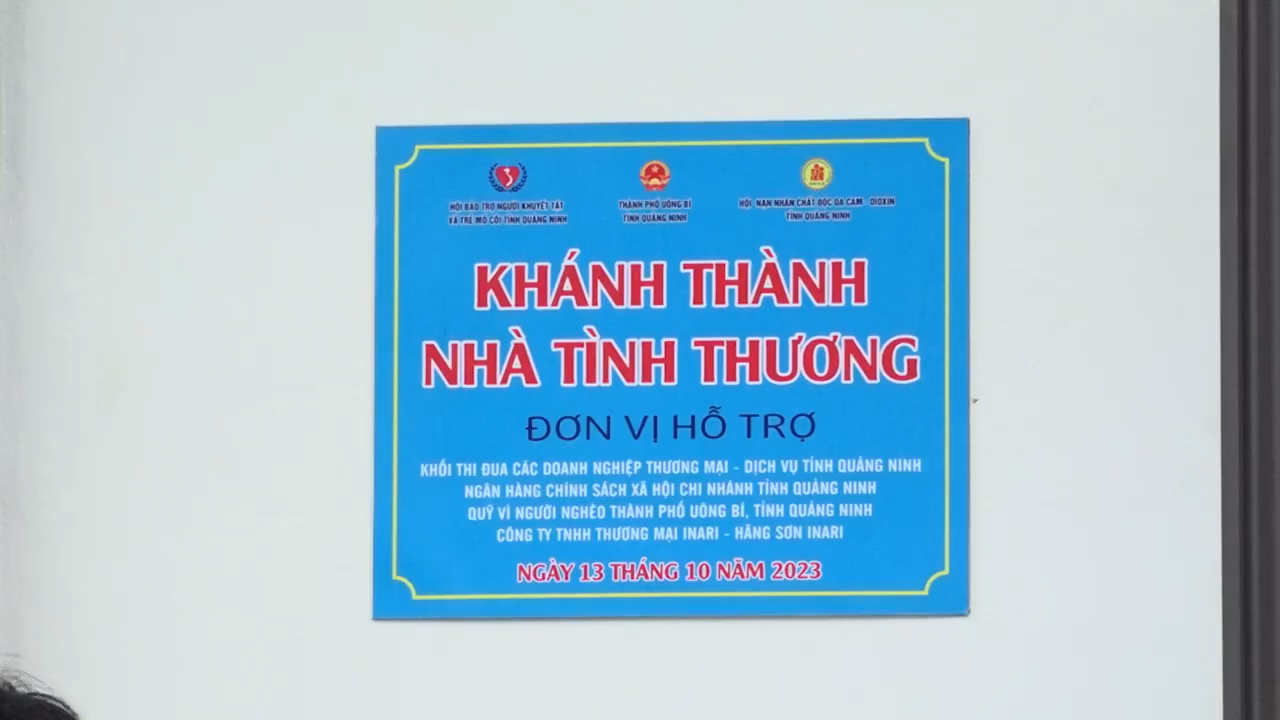 HỘI BẢO TRỢ NGƯỜI KHUYẾT TẬT
VÀ TRẺ MỒ CÔI TỈNH QUẢNG NINH
THÀNH PHỐ UÔNG BÍ
TỈNH QUẢNG NINH
HỘI NẠN NHÂN CHẤT ĐỘC DA CAM - DIOXIN
TỈNH QUẢNG NINH
KHÁNH THÀNH
NHÀ TÌNH THƯƠNG
ĐƠN VỊ HỖ TRỢ
KHỐI THI ĐUA CÁC DOANH NGHIỆP THƯƠNG MẠI - DỊCH VỤ TỈNH QUẢNG NINH
NGÂN HÀNG CHÍNH SÁCH XÃ HỘI CHI NHÁNH TỈNH QUẢNG NINH
QUỸ VÌ NGƯỜI NGHÈO THÀNH PHỐ UÔNG BÍ, TỈNH QUẢNG NINH
CÔNG TY TNHH THƯƠNG MẠI INARI - HÃNG SƠN INARI
NGÀY 13 THÁNG 10 NĂM 2023